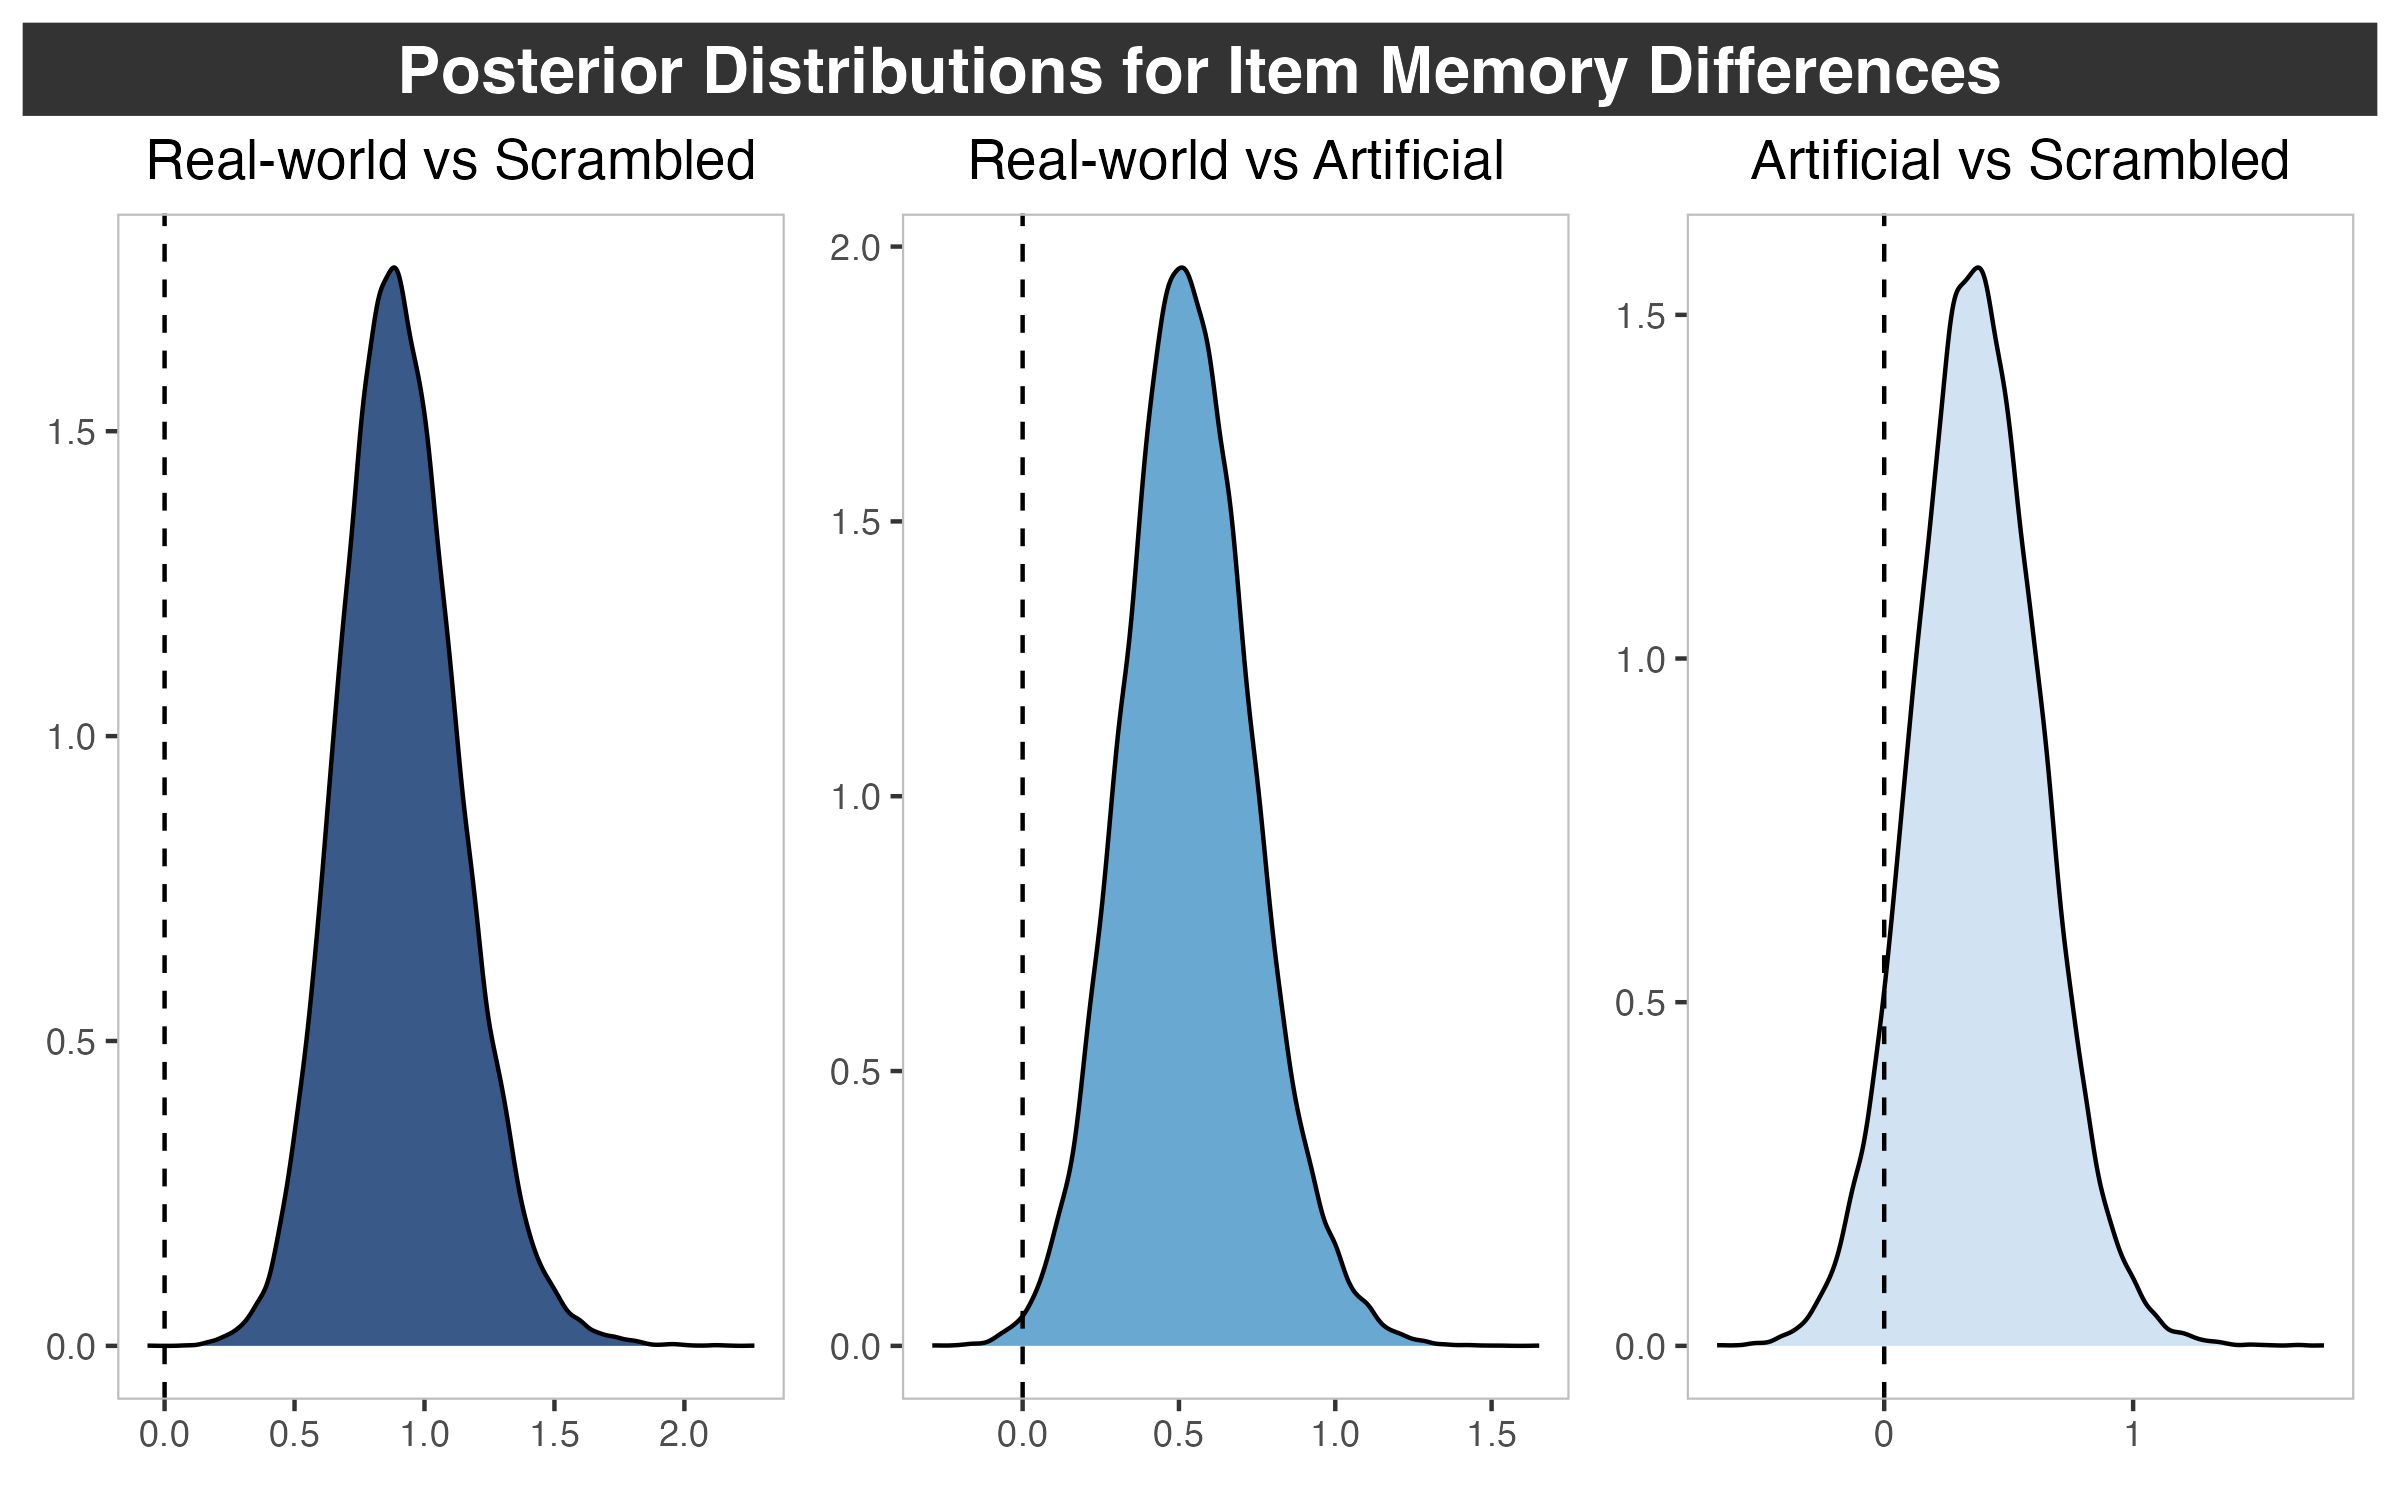 Posterior Distributions for Item Memory Differences
Real-world vs Scrambled
1.5
1.0
0.5
0.0
0.0 0.5 1.0 1.5 2.0
Real-world vs Artificial
2.0
1.5
1.0
0.5
0.0
0.0 0.5 1.0 1.5
Artificial vs Scrambled
1.5
1.0
0.5
0.0
0 1